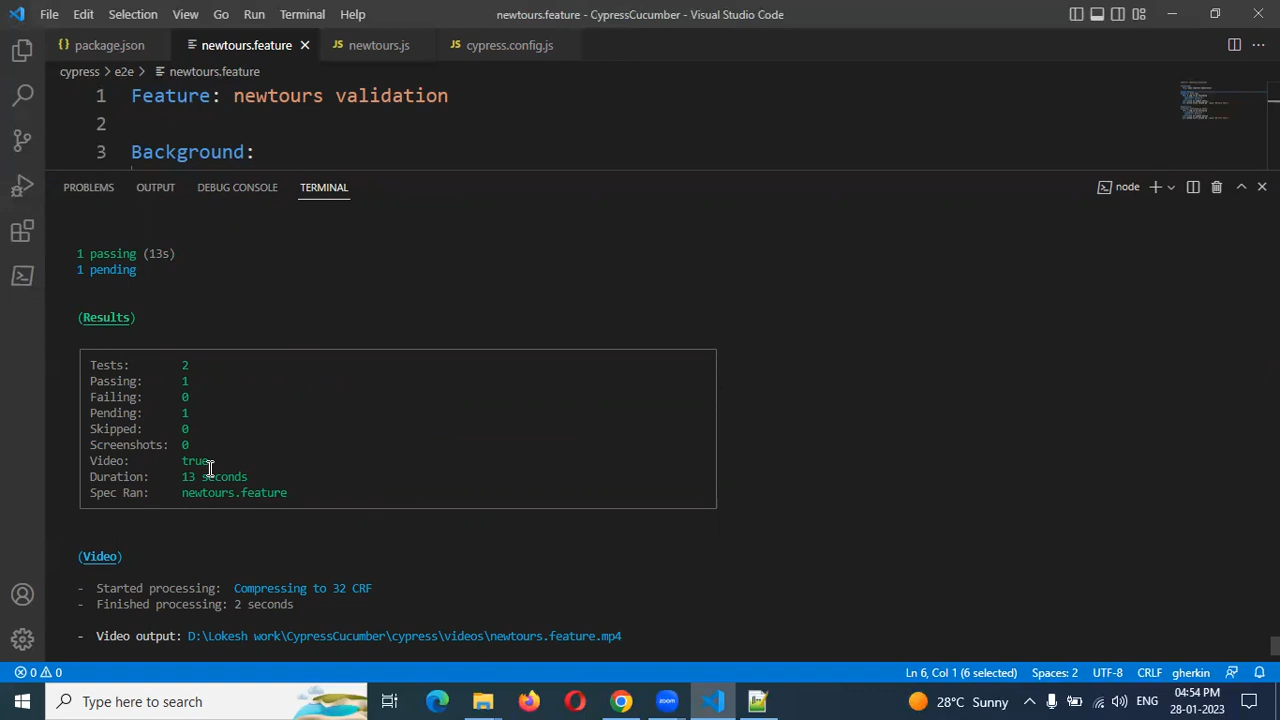 File Edit Selection View Go Run Terminal Help newtours.feature - CypressCucumber - Visual Studio Code
{} package.json newtours.feature JS newtours.js JS cypress.config.js
cypress > e2e > newtours.feature
1 Feature: newtours validation
2
3 Background:
PROBLEMS OUTPUT DEBUG CONSOLE TERMINAL node
1 passing (13s)
1 pending
(Results)
Tests: 2
Passing: 1
Failing: 0
Pending: 1
Skipped: 0
Screenshots: 0
Video: true
Duration: 13 seconds
Spec Ran: newtours.feature
(Video)
- Started processing: Compressing to 32 CRF
- Finished processing: 2 seconds
- Video output: D:\Lokesh work\CypressCucumber\cypress\videos\newtours.feature.mp4
0 0 Ln 6, Col 1 (6 selected) Spaces: 2 UTF-8 CRLF gherkin
Type here to search zoom 28°C Sunny ENG 04:54 PM
28-01-2023